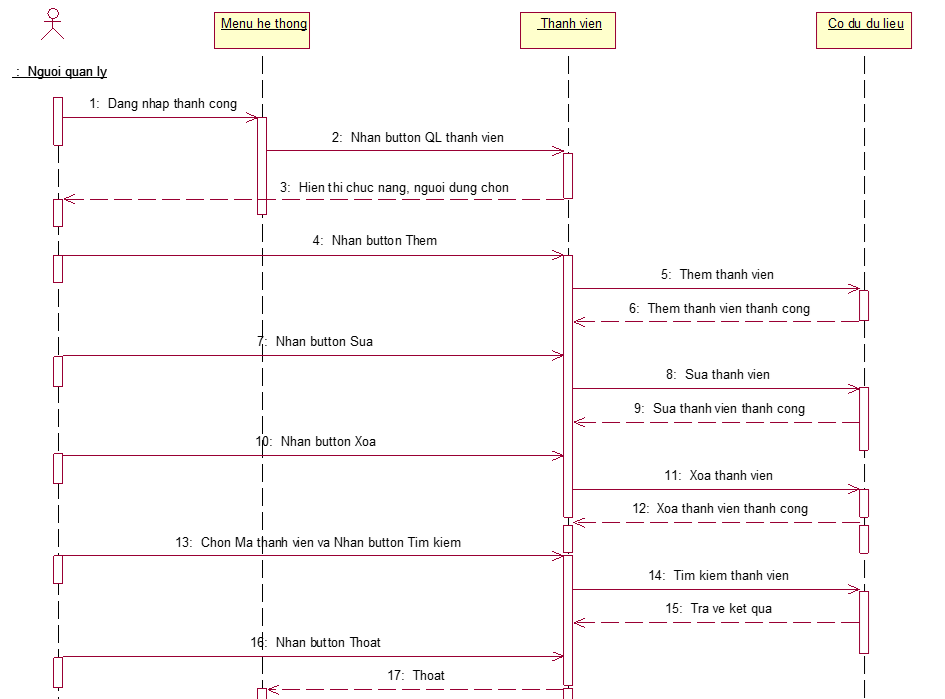 Menu he thong
Thanh vien
Co du du lieu
: Nguoi quan ly
1: Dang nhap thanh cong
2: Nhan button QL thanh vien
3: Hien thi chuc nang, nguoi dung chon
4: Nhan button Them
5: Them thanh vien
6: Them thanh vien thanh cong
7: Nhan button Sua
8: Sua thanh vien
9: Sua thanh vien thanh cong
10: Nhan button Xoa
11: Xoa thanh vien
12: Xoa thanh vien thanh cong
13: Chon Ma thanh vien va Nhan button Tim kiem
14: Tim kiem thanh vien
15: Tra ve ket qua
16: Nhan button Thoat
17: Thoat